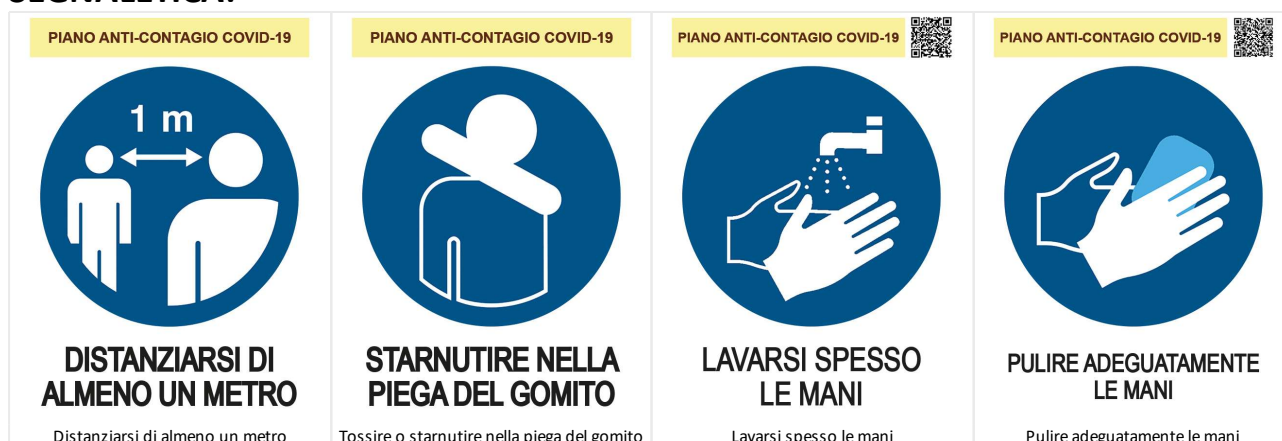 SEGNALETICA:
PIANO ANTI-CONTAGIO COVID-19
1 m
DISTANZIARSI DI
ALMENO UN METRO
Distanziarsi di almeno un metro
PIANO ANTI-CONTAGIO COVID-19
STARNUTIRE NELLA
PIEGA DEL GOMITO
Tossire o starnutire nella piega del gomito
PIANO ANTI-CONTAGIO COVID-19
LAVARSI SPESSO
LE MANI
Lavarsi spesso le mani
PIANO ANTI-CONTAGIO COVID-19
PULIRE ADEGUATAMENTE
LE MANI
Pulire adeguatamente le mani